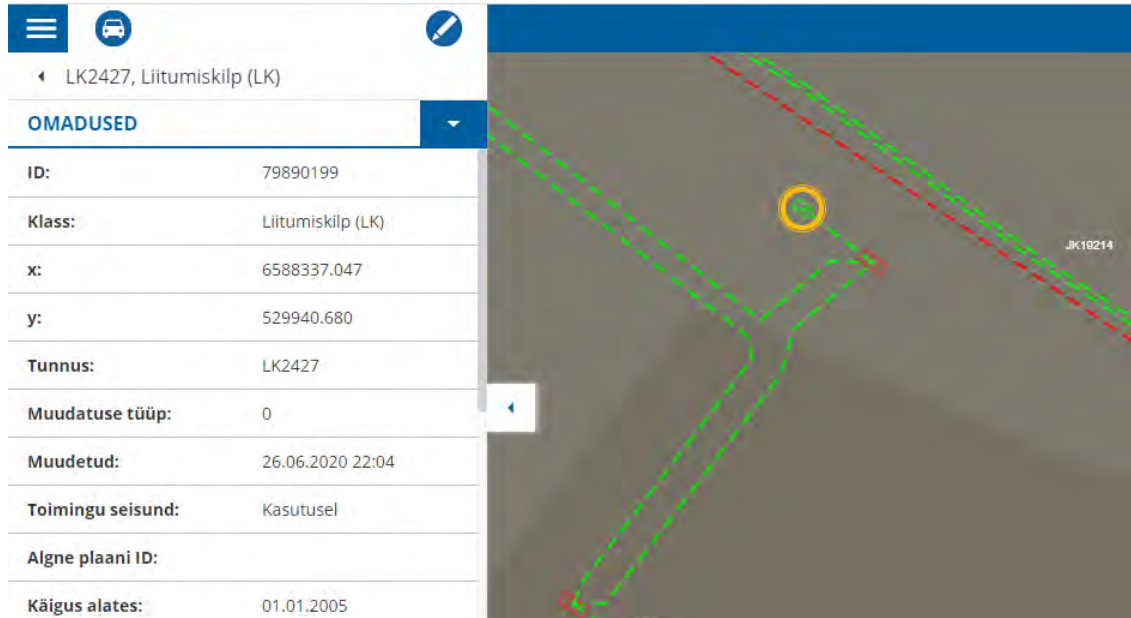 LK2427, Liitumiskilp (LK)
OMADUSED
ID: 79890199
Klass: Liitumiskilp (LK)
x: 6588337.047
y: 529940.680
Tunnus: LK2427
Muudatuse tüüp: 0
Muudetud: 26.06.2020 22:04
Toimingu seisund: Kasutusel
Algne plaani ID:
Käigus alates: 01.01.2005
JK19214